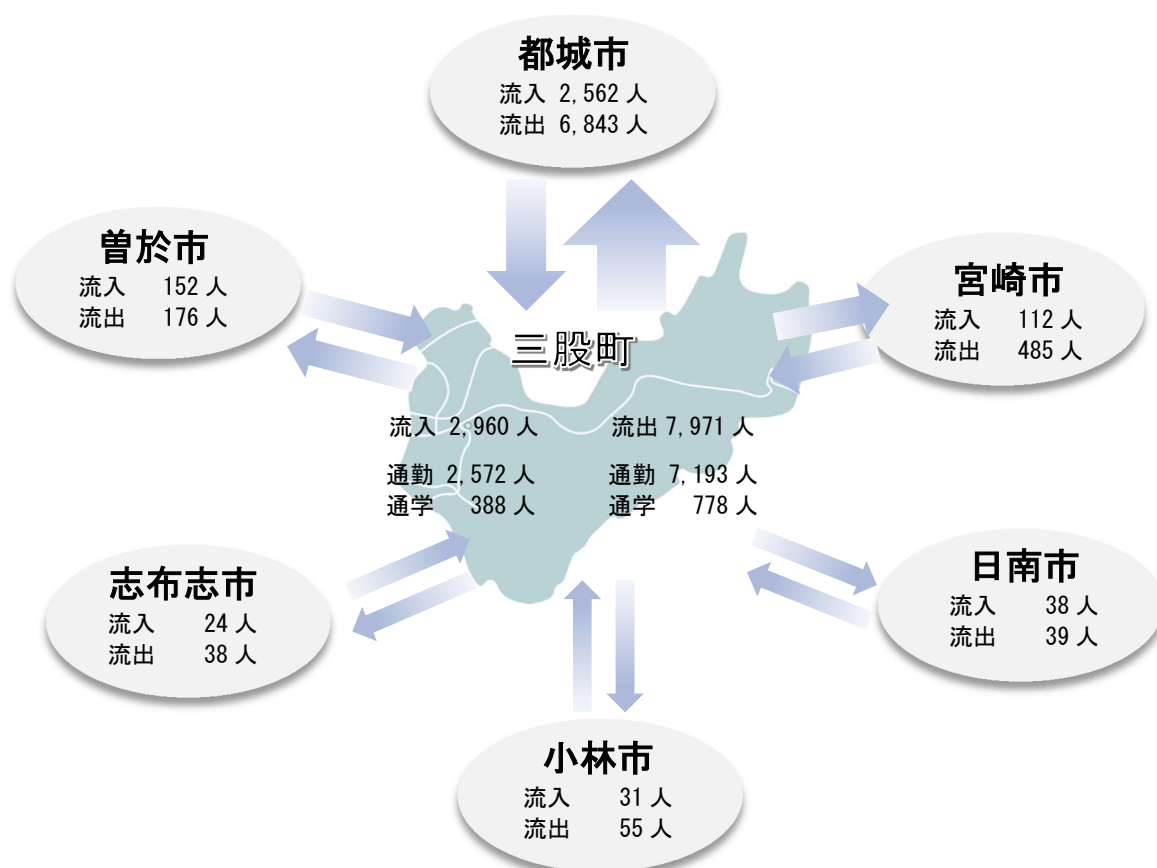 都城市
流入 2,562 人
流出 6,843 人
曽於市
流入 152 人
流出 176 人
宮崎市
流入 112 人
流出 485 人
三股町
流入 2,960 人 流出 7,971 人
通勤 2,572 人 通勤 7,193 人
通学 388 人 通学 778 人
志布志市
流入 24 人
流出 38 人
日南市
流入 38 人
流出 39 人
小林市
流入 31 人
流出 55 人